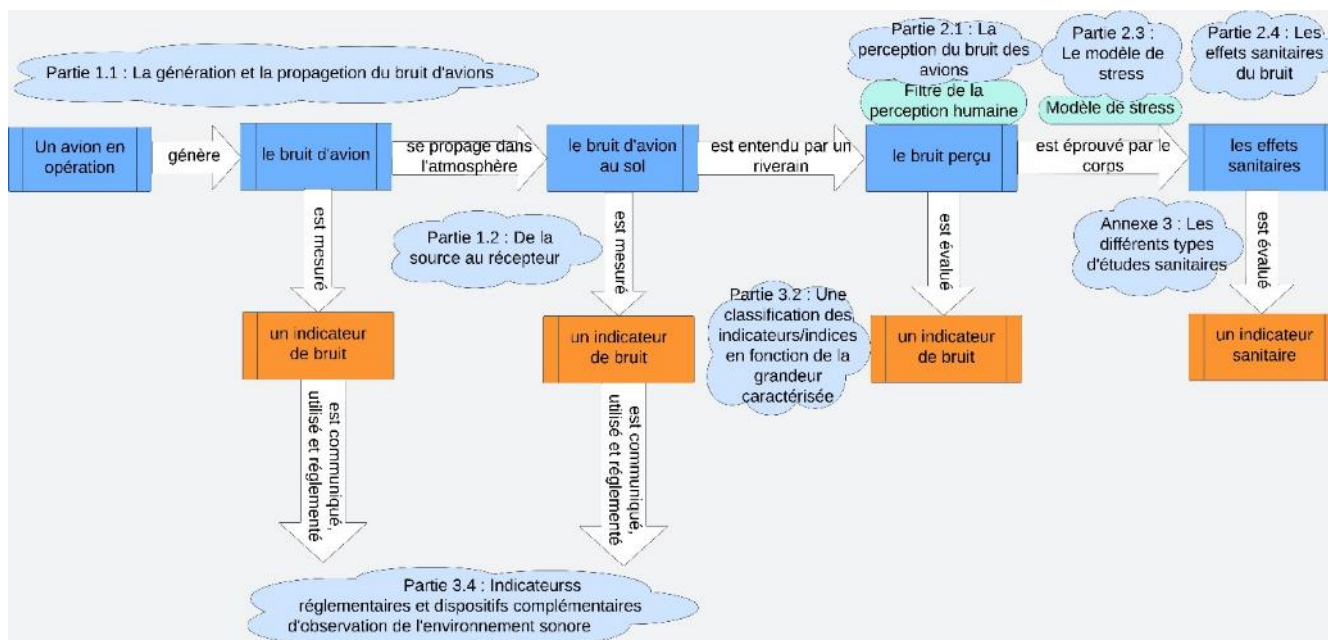 Partie 1.1 : La génération et la propagetion du bruit d'avions
Partie 2.1 : La
perception du bruit des
avions
Filtre de la
perception humaine
Partie 2.3 :
Le modèle de
stress
Modèle de stress
Partie 2.4 : Les
effets sanitaires
du bruit
Un avion en
opération
génère
le bruit d'avion
se propage dans
l'atmosphère
le bruit d'avion
au sol
est entendu par un
riverain
le bruit perçu
est éprouvé par le
corps
les effets
sanitaires
est mesuré
Partie 1.2 : De la
source au récepteur
est mesuré
est évalué
Annexe 3 : Les
différents types
d'études sanitaires
est évalué
un indicateur
de bruit
un indicateur
de bruit
Partie 3.2 : Une
classification des
indicateurs/indices
en fonction de la
grandeur
caractérisée
un indicateur
de bruit
un indicateur
sanitaire
est communiqué,
utilisé et réglementé
est communiqué,
utilisé et réglementé
Partie 3.4 : Indicateurss
réglementaires et dispositifs complémentaires
d'observation de l'environnement sonore